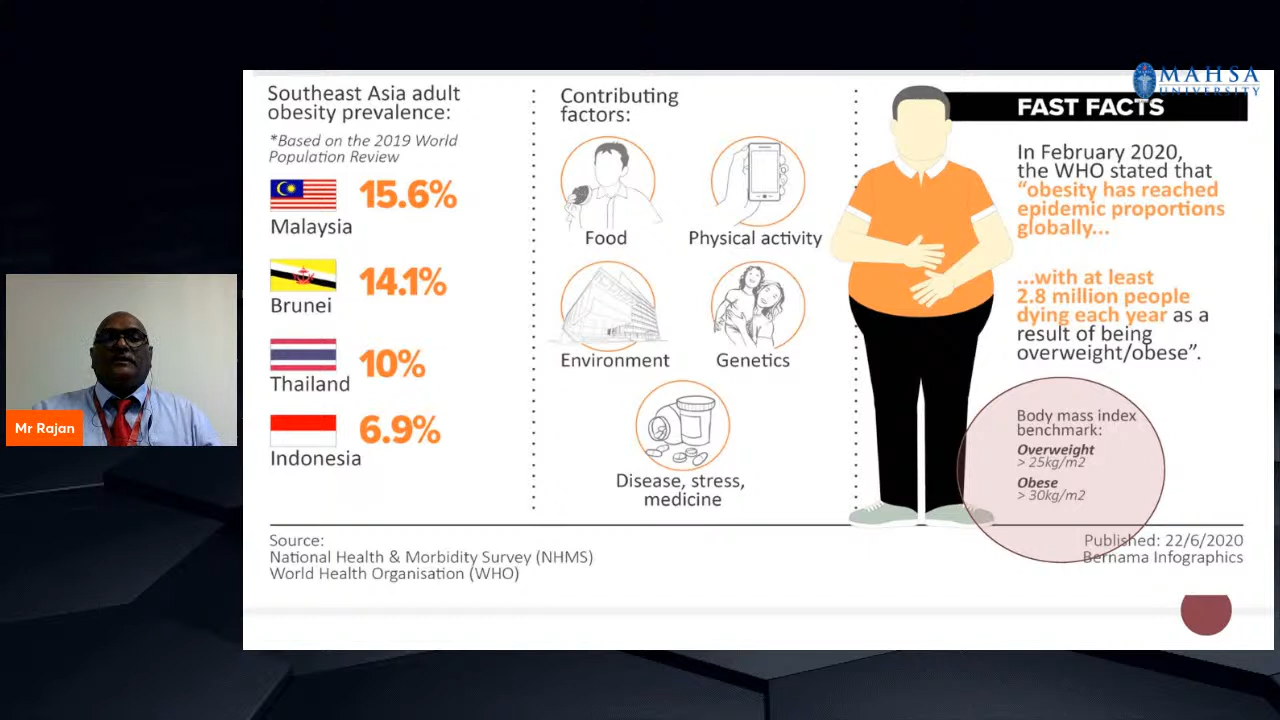 MAHSA
UNIVERSITY
Southeast Asia adult
obesity prevalence:
*Based on the 2019 World
Population Review
15.6%
Malaysia
14.1%
Brunei
10%
Thailand
6.9%
Indonesia
Contributing
factors:
Food
Physical activity
Environment
Genetics
Disease, stress,
medicine
FAST FACTS
In February 2020,
the WHO stated that
“obesity has reached
epidemic proportions
globally...
...with at least
2.8 million people
dying each year as a
result of being
overweight/obese”.
Body mass index
benchmark:
Overweight
> 25kg/m2
Obese
> 30kg/m2
Source:
National Health & Morbidity Survey (NHMS)
World Health Organisation (WHO)
Published: 22/6/2020
Bernama Infographics
Mr Rajan